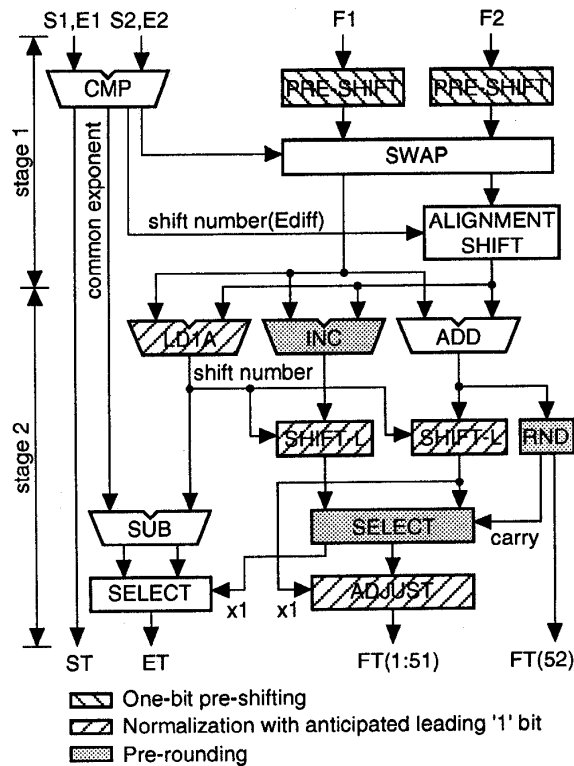 S1,E1 S2,E2 F1 F2
CMP PRE-SHIFT PRE-SHIFT
SWAP
stage 1
common exponent
shift number(Ediff)
ALIGNMENT
SHIFT
LD1A INC ADD
shift number
SHIFT-L SHIFT-L RND
stage 2
SUB SELECT
carry
SELECT x1 x1 ADJUST
ST ET FT(1:51) FT(52)
One-bit pre-shifting
Normalization with anticipated leading '1' bit
Pre-rounding